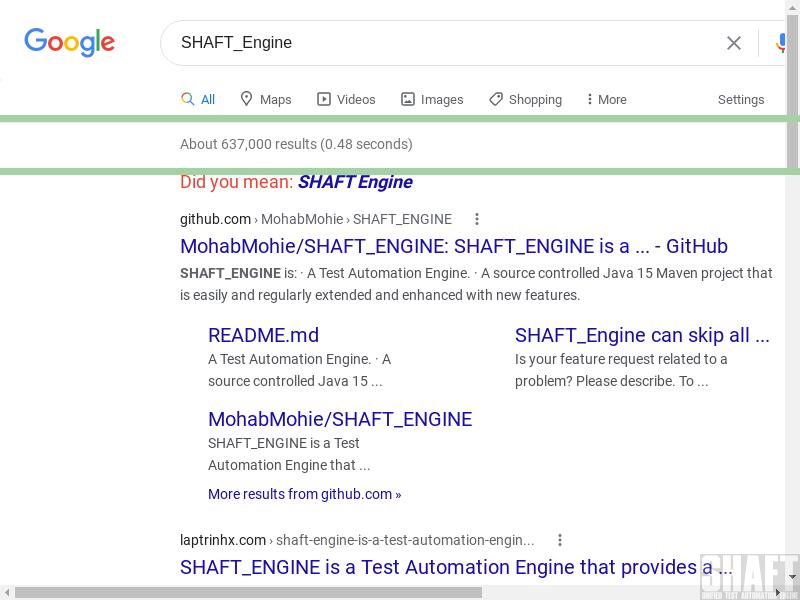 Google
SHAFT_Engine
All Maps Videos Images Shopping More Settings
About 637,000 results (0.48 seconds)
Did you mean: SHAFT Engine
github.com › MohabMohie › SHAFT_ENGINE
MohabMohie/SHAFT_ENGINE: SHAFT_ENGINE is a ... - GitHub
SHAFT_ENGINE is: · A Test Automation Engine. · A source controlled Java 15 Maven project that
is easily and regularly extended and enhanced with new features.
README.md
A Test Automation Engine. · A
source controlled Java 15 ...
SHAFT_Engine can skip all ...
Is your feature request related to a
problem? Please describe. To ...
MohabMohie/SHAFT_ENGINE
SHAFT_ENGINE is a Test
Automation Engine that ...
More results from github.com »
laptrinhx.com › shaft-engine-is-a-test-automation-engin...
SHAFT_ENGINE is a Test Automation Engine that provides a ...
SHAFT